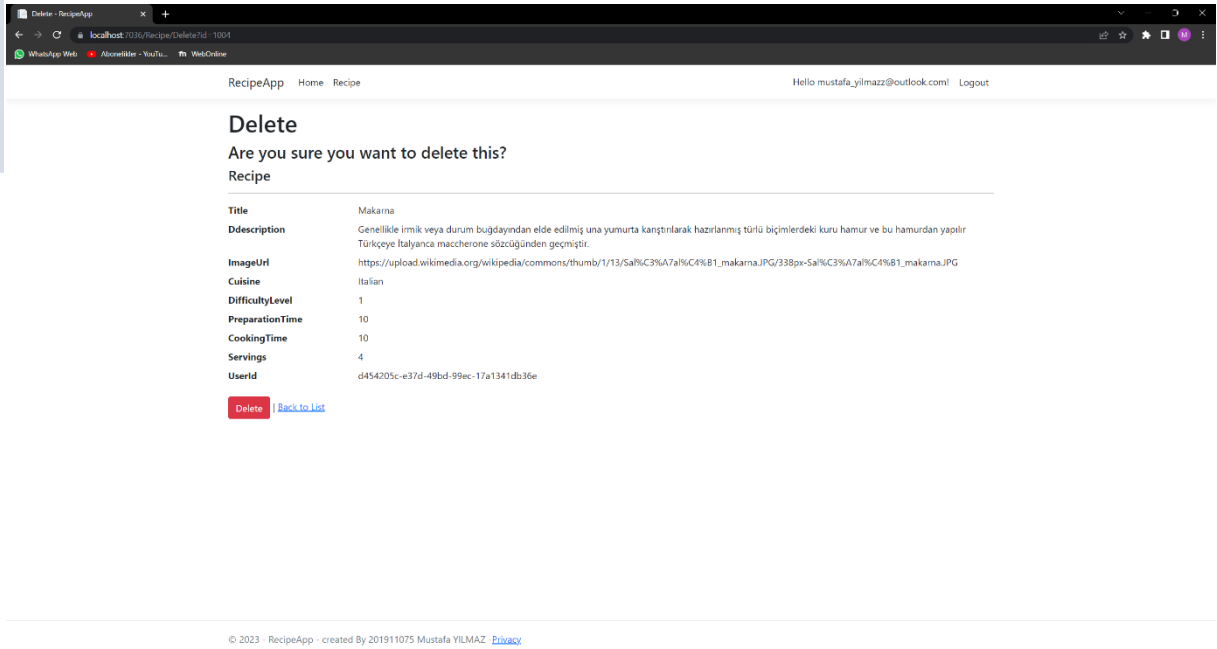 Delete - RecipeApp
localhost:7036/Recipe/Delete?id=1004
WhatsApp Web Abonelikler - YouTu... WebOnline
RecipeApp Home Recipe Hello mustafa_yilmazz@outlook.com! Logout
Delete
Are you sure you want to delete this?
Recipe
Title Makarna
Ddescription Genellikle irmik veya durum buğdayından elde edilmiş una yumurta karıştırılarak hazırlanmış türlü biçimlerdeki kuru hamur ve bu hamurdan yapılır
Türkçeye İtalyanca maccherone sözcüğünden geçmiştir.
ImageUrl https://upload.wikimedia.org/wikipedia/commons/thumb/1/13/Sal%C3%A7al%C4%B1_makarna.JPG/338px-Sal%C3%A7al%C4%B1_makarna.JPG
Cuisine Italian
DifficultyLevel 1
PreparationTime 10
CookingTime 10
Servings 4
UserId d454205c-e37d-49bd-99ec-17a1341db36e
Delete | Back to List
© 2023 - RecipeApp - created By 201911075 Mustafa YILMAZ - Privacy